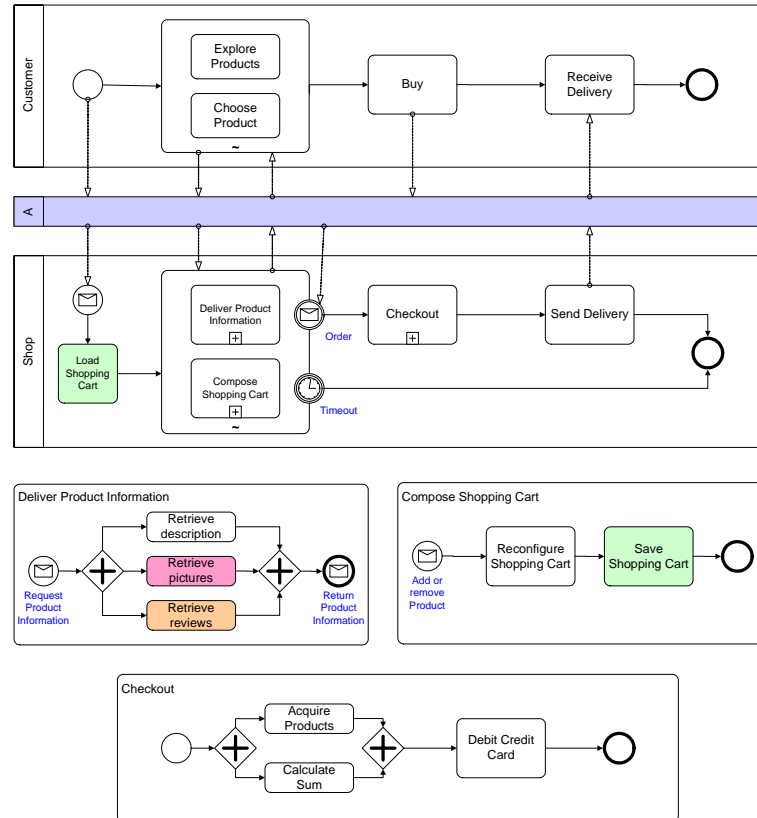 Customer
Explore
Products
Choose
Product
~
Buy
Receive
Delivery
A
Shop
Load
Shopping
Cart
Deliver Product
Information
Compose
Shopping Cart
~
Order
Timeout
Checkout
Send Delivery
Deliver Product Information
Request
Product
Information
Retrieve
description
Retrieve
pictures
Retrieve
reviews
Return
Product
Information
Compose Shopping Cart
Add or
remove
Product
Reconfigure
Shopping Cart
Save
Shopping Cart
Checkout
Acquire
Products
Calculate
Sum
Debit Credit
Card